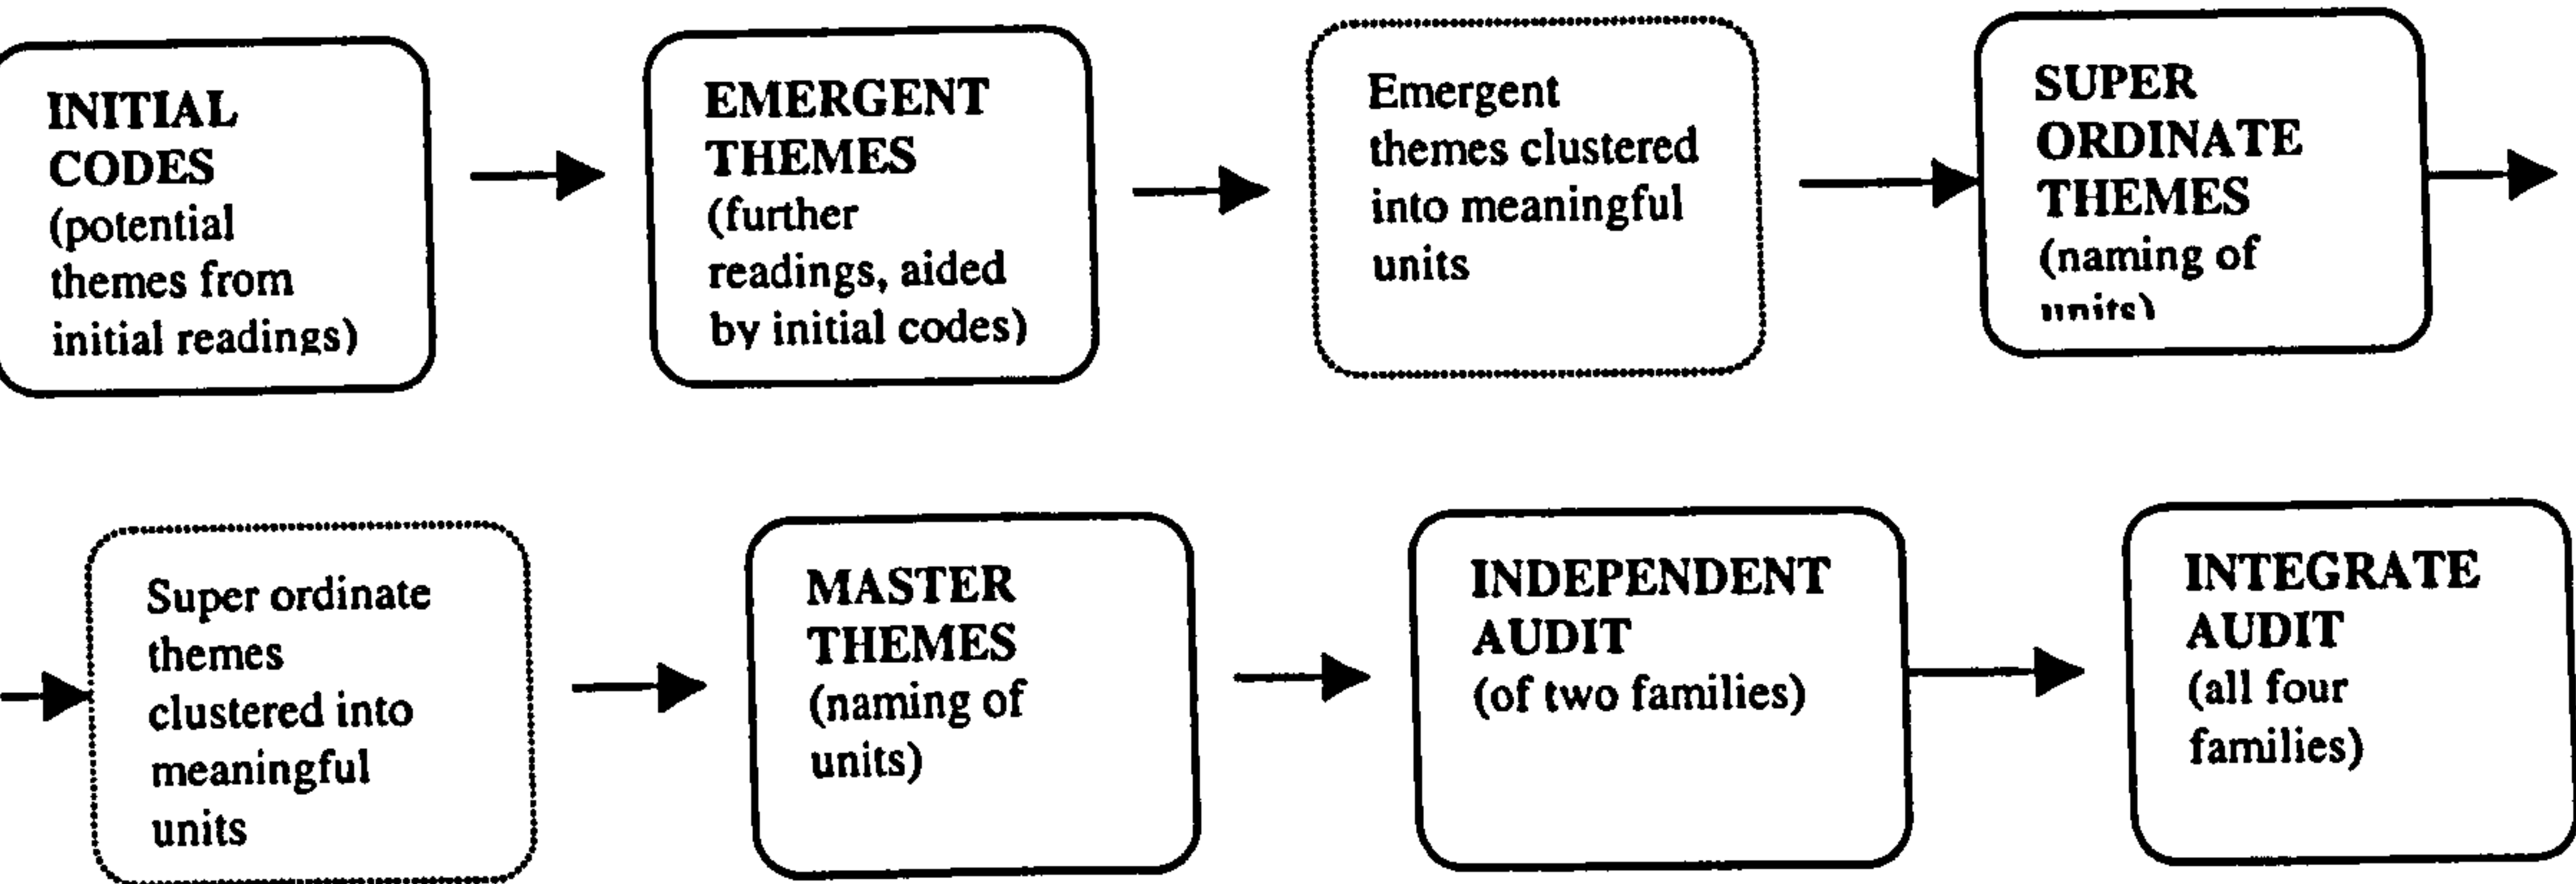 INITIAL
CODES
(potential
themes from
initial readings)
EMERGENT
THEMES
(further
readings, aided
by initial codes)
Emergent
themes clustered
into meaningful
units
SUPER
ORDINATE
THEMES
(naming of
units)
Super ordinate
themes
clustered into
meaningful
units
MASTER
THEMES
(naming of
units)
INDEPENDENT
AUDIT
(of two families)
INTEGRATE
AUDIT
(all four
families)